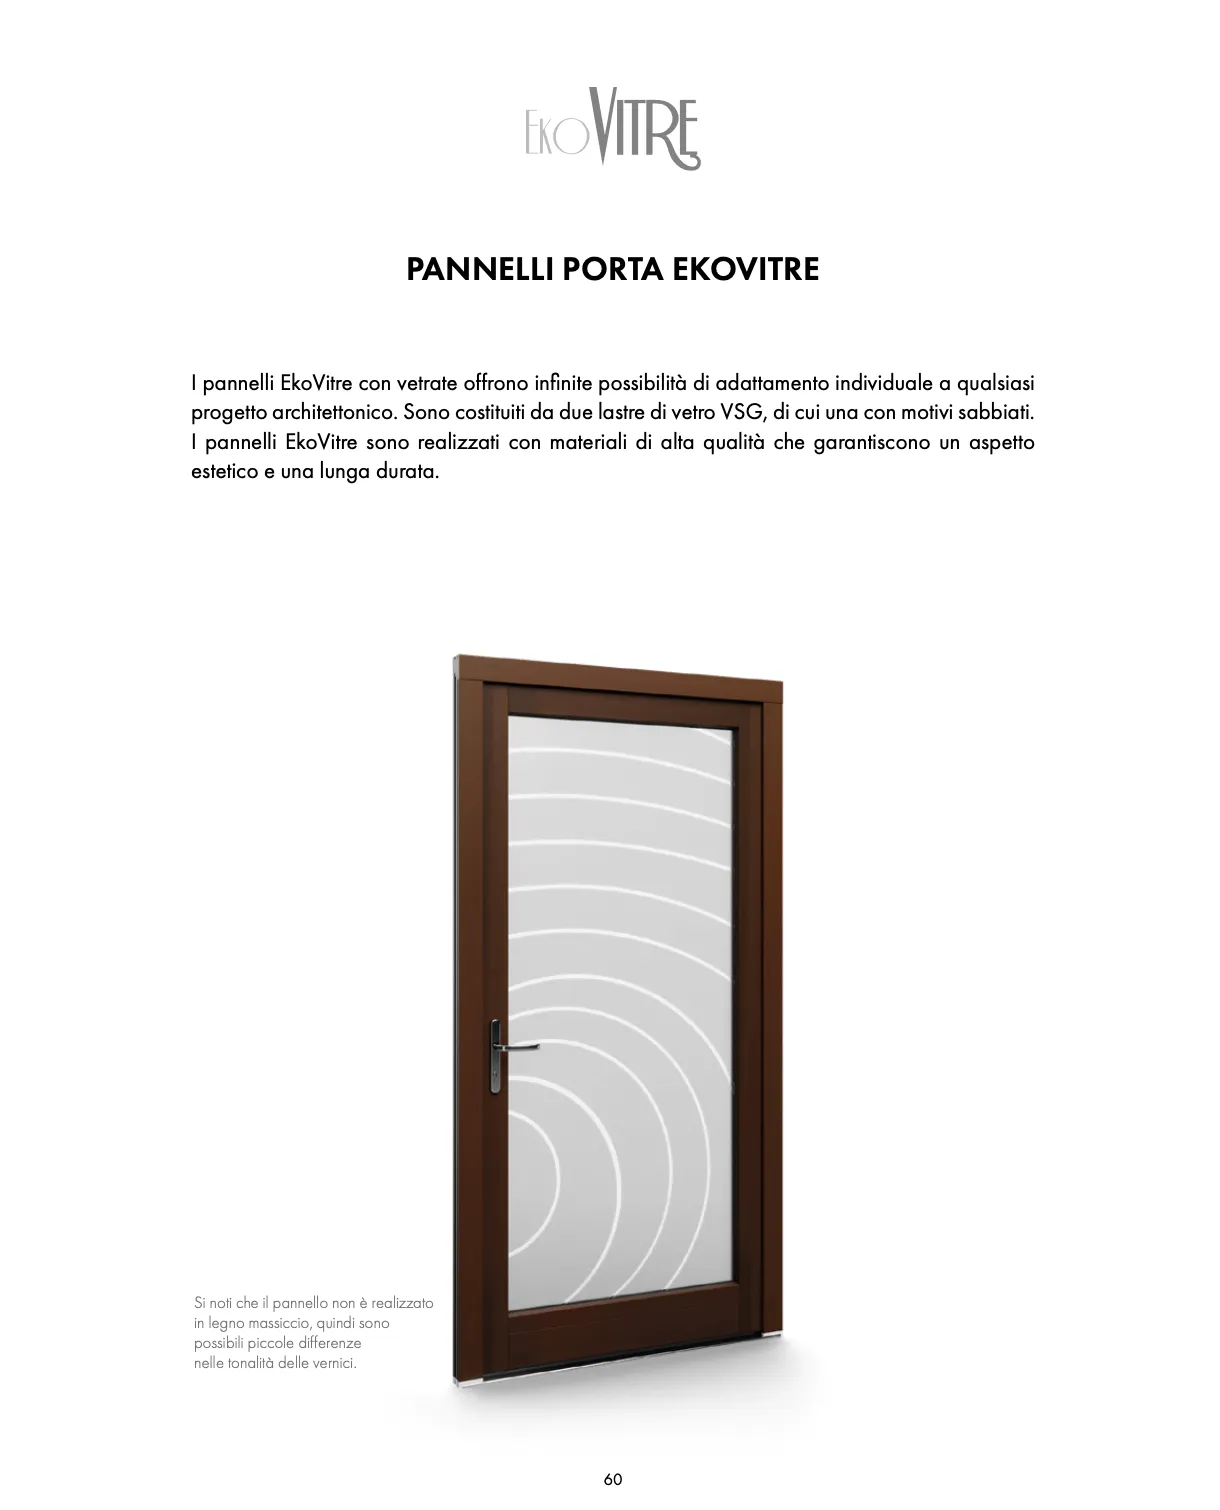 EKOVITRE
PANNELLI PORTA EKOVITRE
I pannelli EkoVitre con vetrate offrono infinite possibilità di adattamento individuale a qualsiasi
progetto architettonico. Sono costituiti da due lastre di vetro VSG, di cui una con motivi sabbiati.
I pannelli EkoVitre sono realizzati con materiali di alta qualità che garantiscono un aspetto
estetico e una lunga durata.
Si noti che il pannello non è realizzato
in legno massiccio, quindi sono
possibili piccole differenze
nelle tonalità delle vernici.
60